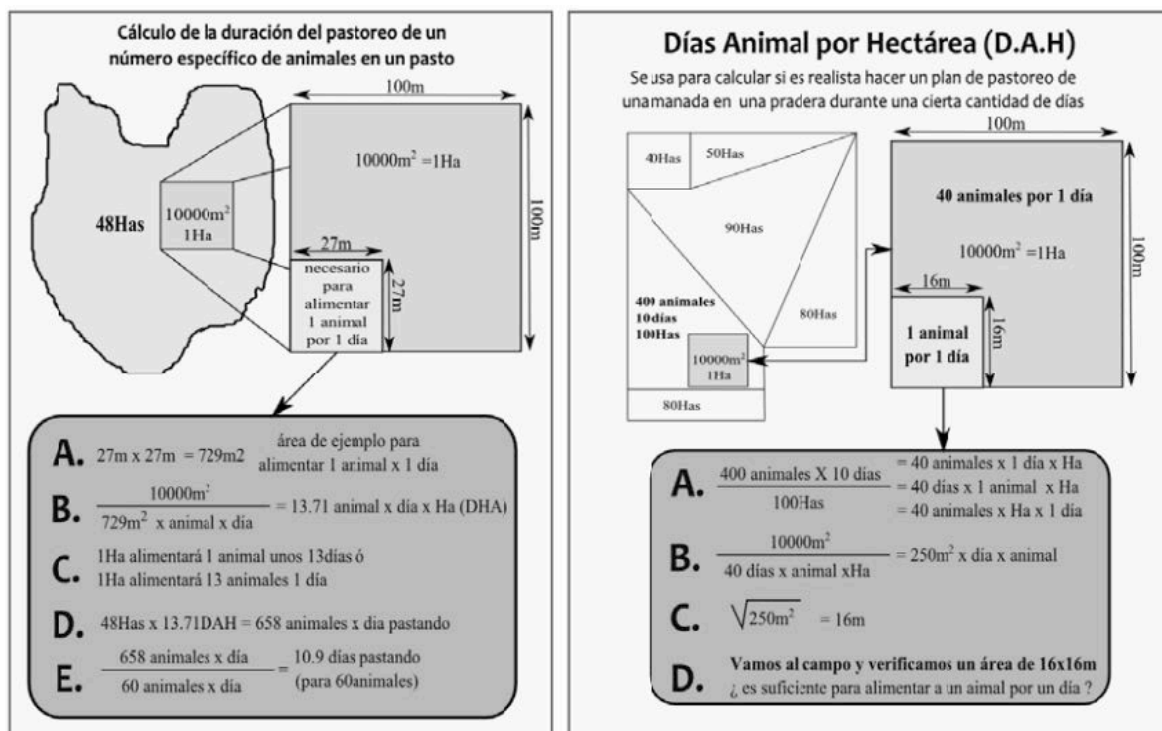 Cálculo de la duración del pastoreo de un
número específico de animales en un pasto
100m
10000m² =1Ha
100m
48Has
10000m²
1Ha
27m
27m
necesario
para
alimentar
1 animal
por 1 día
A. 27m x 27m = 729m2
área de ejemplo para
alimentar 1 arimal x 1 día
B. 10000m² / 729m² x animal x día = 13.71 animal x día x Ha (DHA)
C. 1Ha alimentará 1 animal unos 13días ó
1Ha alimentará 13 animales 1 día
D. 48Has x 13.71DAH = 658 animales x dia pastando
E. 658 animales x día / 60 animales x día = 10.9 días pastando
(para 60animales)
Días Animal por Hectárea (D.A.H)
Se usa para calcular si es realista hacer un plan de pastoreo de
unamanada en una pradera durante una cierta cantidad de días
40Has
50Has
90Has
400 animales
10días
100Has
80Has
10000m²
1Ha
80Has
100m
40 animales por 1 día
10000m² =1Ha
100m
16m
16m
1 animal
por 1 día
A. 400 animales X 10 días / 100Has = 40 animales x 1 día x Ha
= 40 días x 1 animal x Ha
= 40 animales x Ha x 1 dia
B. 10000m² / 40 días x animal xHa = 250m² x día x animal
C. √250m² = 16m
D. Vamos al campo y verificamos un área de 16x16m
¿ es suficiente para alimentar a un aimal por un día ?